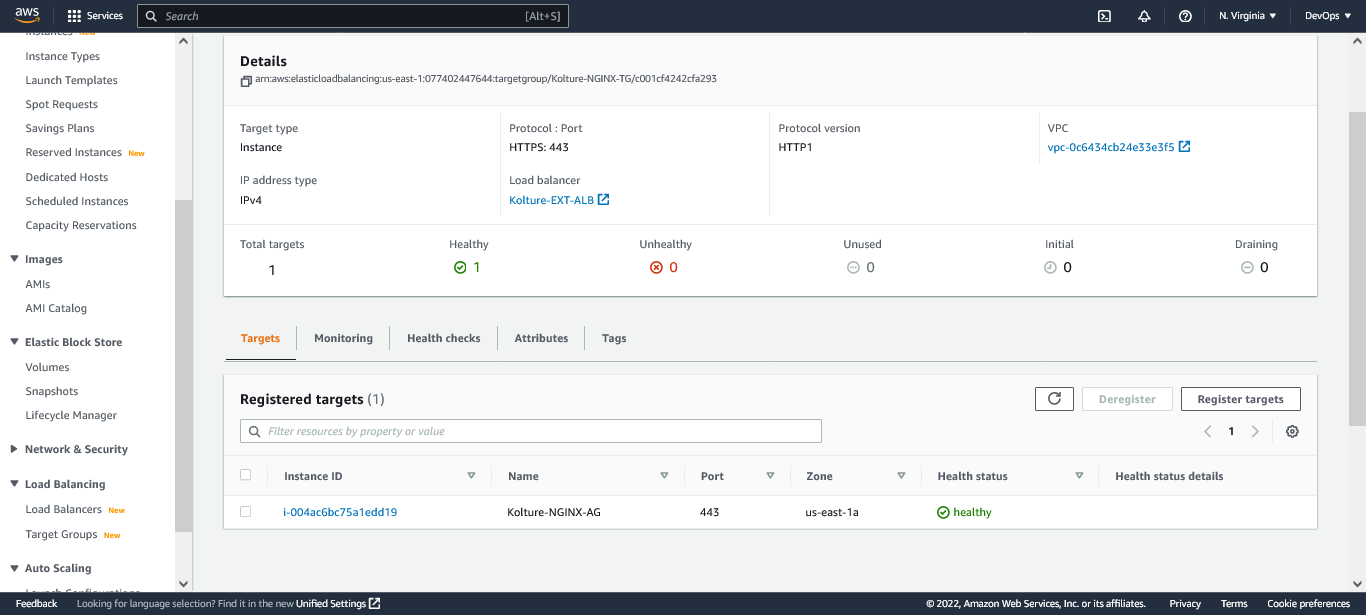 aws Services Search [Alt+S] N. Virginia DevOps
Instances New
Instance Types
Launch Templates
Spot Requests
Savings Plans
Reserved Instances New
Dedicated Hosts
Scheduled Instances
Capacity Reservations
Images
AMIs
AMI Catalog
Elastic Block Store
Volumes
Snapshots
Lifecycle Manager
Network & Security
Load Balancing
Load Balancers New
Target Groups New
Auto Scaling
Launch Configurations
Details
arn:aws:elasticloadbalancing:us-east-1:077402447644:targetgroup/Kolture-NGINX-TG/c001cf4242cfa293
Target type Protocol : Port Protocol version VPC
Instance HTTPS: 443 HTTP1 vpc-0c6434cb24e33e3f5
IP address type Load balancer
IPv4 Kolture-EXT-ALB
Total targets Healthy Unhealthy Unused Initial Draining
1 1 0 0 0 0
Targets Monitoring Health checks Attributes Tags
Registered targets (1) Deregister Register targets
Filter resources by property or value 1
Instance ID Name Port Zone Health status Health status details
i-004ac6bc75a1edd19 Kolture-NGINX-AG 443 us-east-1a healthy
Feedback Looking for language selection? Find it in the new Unified Settings © 2022, Amazon Web Services, Inc. or its affiliates. Privacy Terms Cookie preferences